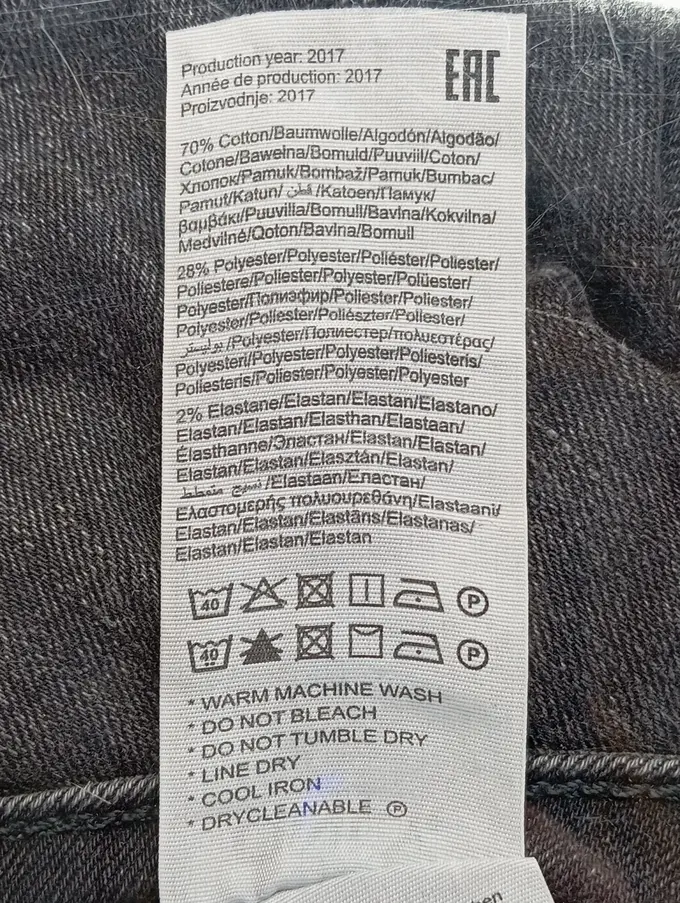 Production year: 2017
Année de production: 2017
Proizvodnje: 2017
EAC
70% Cotton/Baumwolle/Algodón/Algodão/
Cotone/Bawełna/Bomuld/Puuviil/Coton/
Хлопок/Pamuk/Bombaž/Pamuk/Bumbac/
Pamut/Katun/ قطن /Katoen/Памук/
βαμβάκι/Puuvilla/Bomull/Bavlna/Kokvilna/
Medvilnė/Qoton/Bavlna/Bomull
28% Polyester/Polyester/Poliéster/Poliester/
Poliestere/Poliester/Polyester/Polüester/
Polyester/Полиэфир/Poliester/Poliester/
Polyester/Poliester/Poliészter/Poliester/
بوليستر /Polyester/Полиестер/πολυεστέρας/
Polyesteri/Polyester/Polyester/Poliesteris/
Poliesteris/Poliester/Polyester/Polyester
2% Elastane/Elastan/Elastan/Elastano/
Elastan/Elastan/Elasthan/Elastaan/
Élasthanne/Эластан/Elastan/Elastan/
Elastan/Elastan/Elasztán/Elastan/
نسيج متمطط /Elastaan/Еластан/
Ελαστομερής πολυουρεθάνη/Elastaani/
Elastan/Elastan/Elastāns/Elastanas/
Elastan/Elastan/Elastan
40 P
40 P
* WARM MACHINE WASH
* DO NOT BLEACH
* DO NOT TUMBLE DRY
* LINE DRY
* COOL IRON
* DRYCLEANABLE Ⓟ